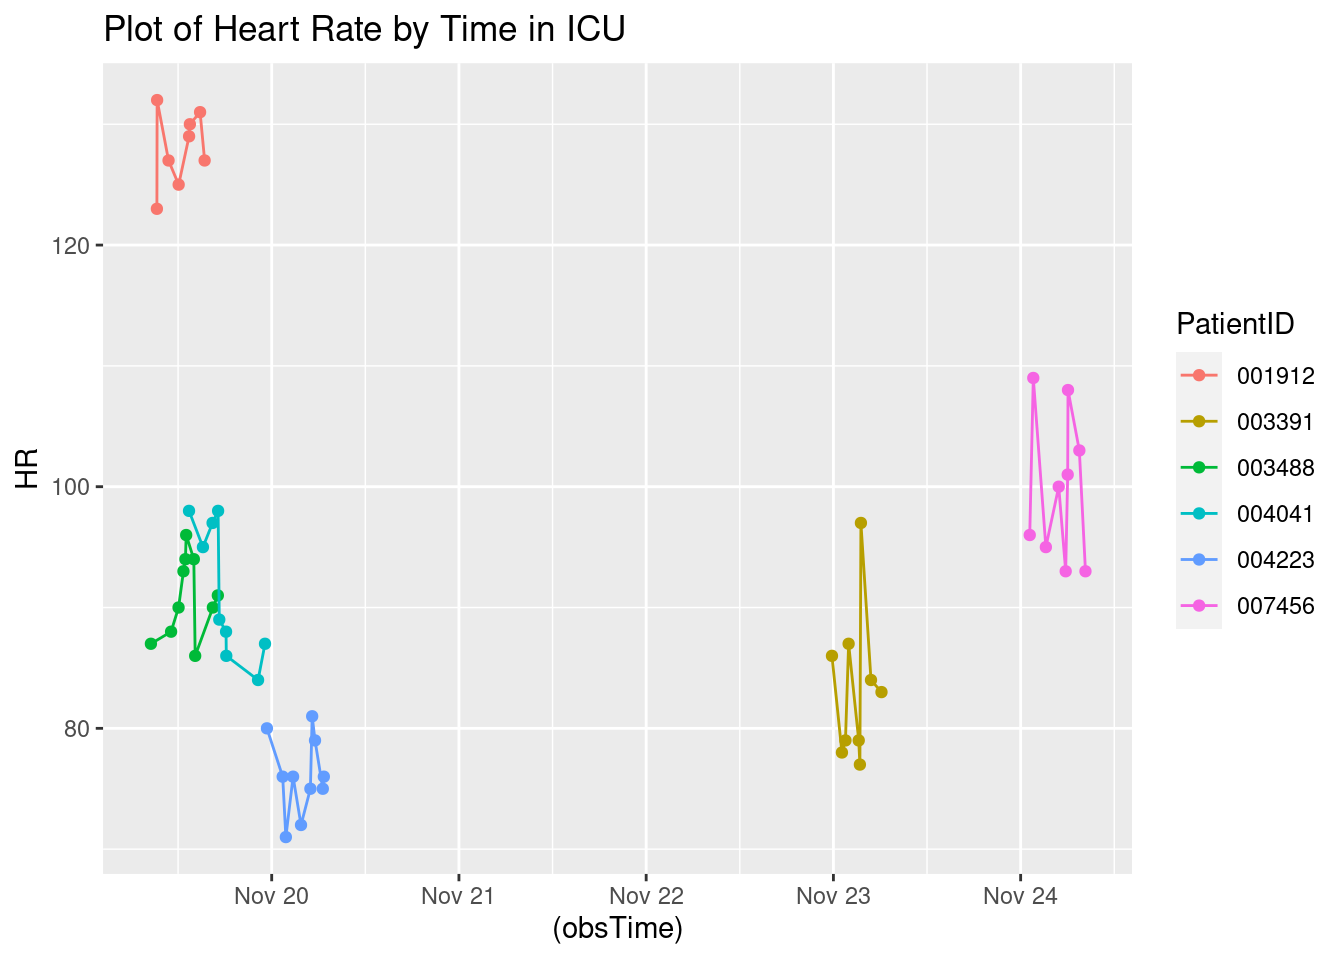 Plot of Heart Rate by Time in ICU
120
100
80
HR
Nov 20
Nov 21
Nov 22
Nov 23
Nov 24
(obsTime)
PatientID
001912
003391
003488
004041
004223
007456